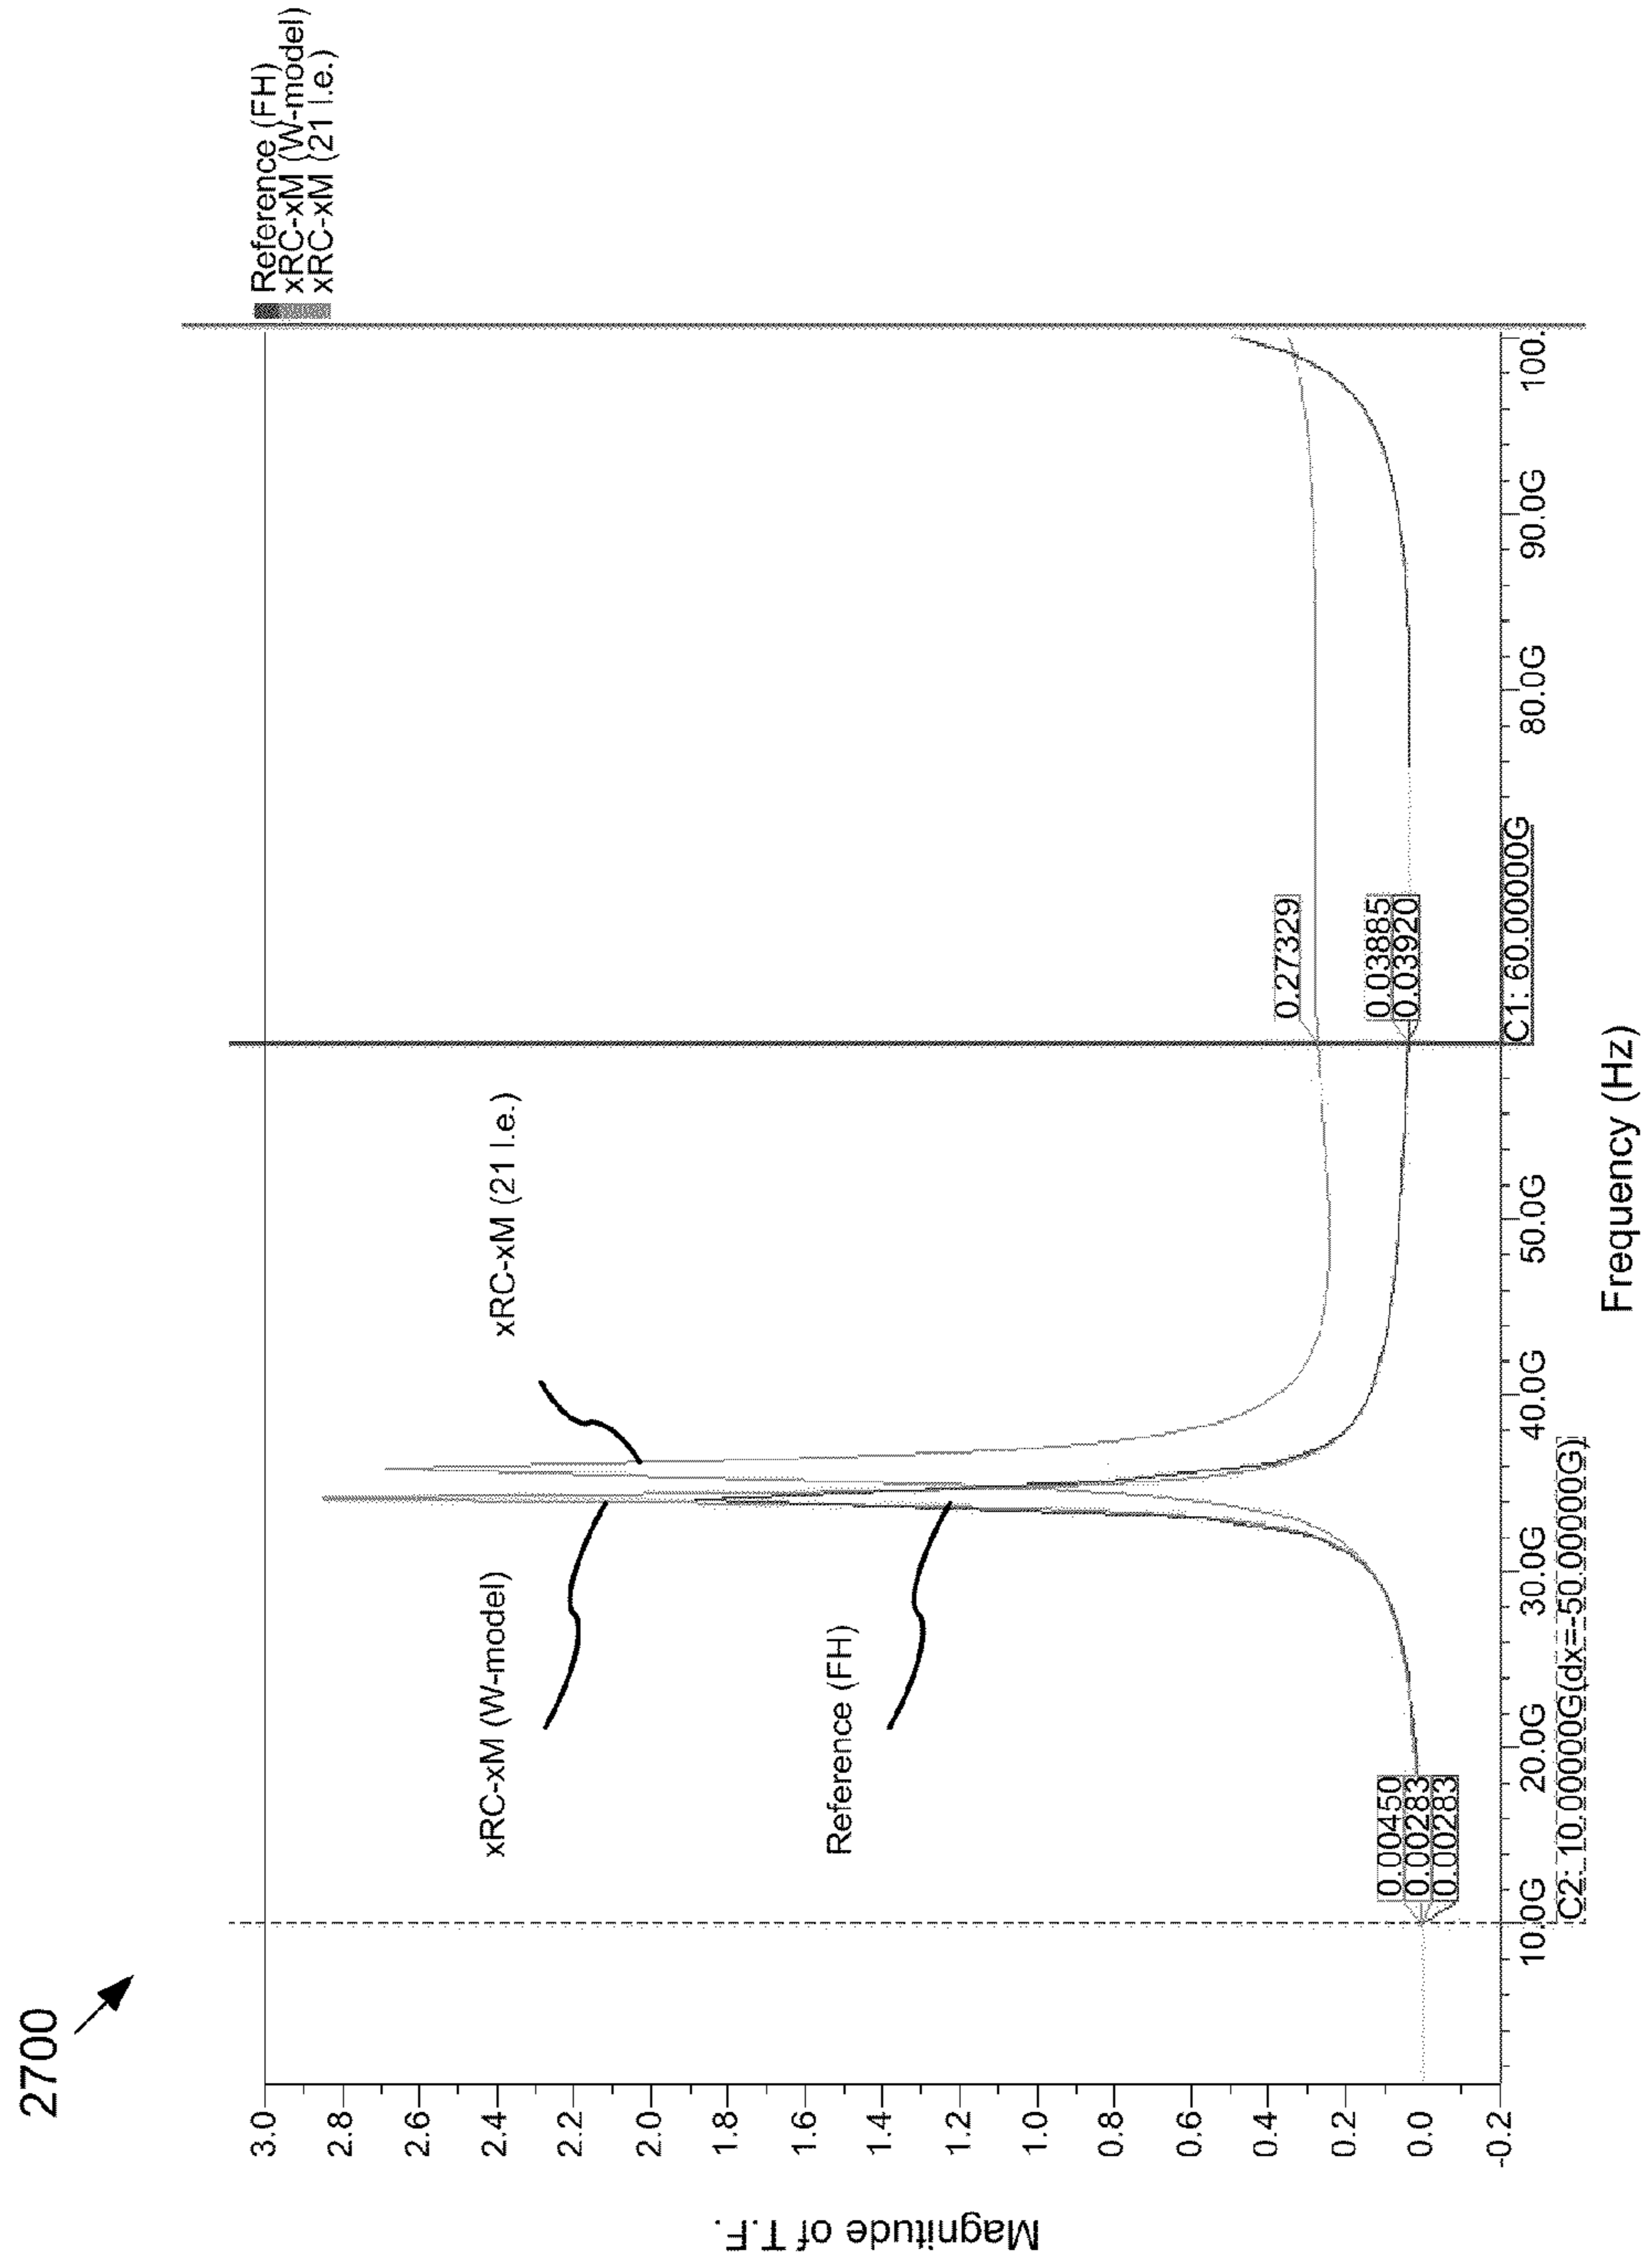 2700
Reference (FH)
xRC-xM (W-model)
xRC-xM (21 l.e.)
Magnitude of T.F.
3.0
2.8
2.6
2.4
2.2
2.0
1.8
1.6
1.4
1.2
1.0
0.8
0.6
0.4
0.2
0.0
-0.2
xRC-xM (W-model)
xRC-xM (21 l.e.)
Reference (FH)
0.27329
0.03885
0.03920
0.00450
0.00283
0.00283
10.0G
20.0G
30.0G
40.0G
50.0G
C1: 60.00000G
80.0G
90.0G
100.
C2: 10.00000G(dx=-50.00000G)
Frequency (Hz)